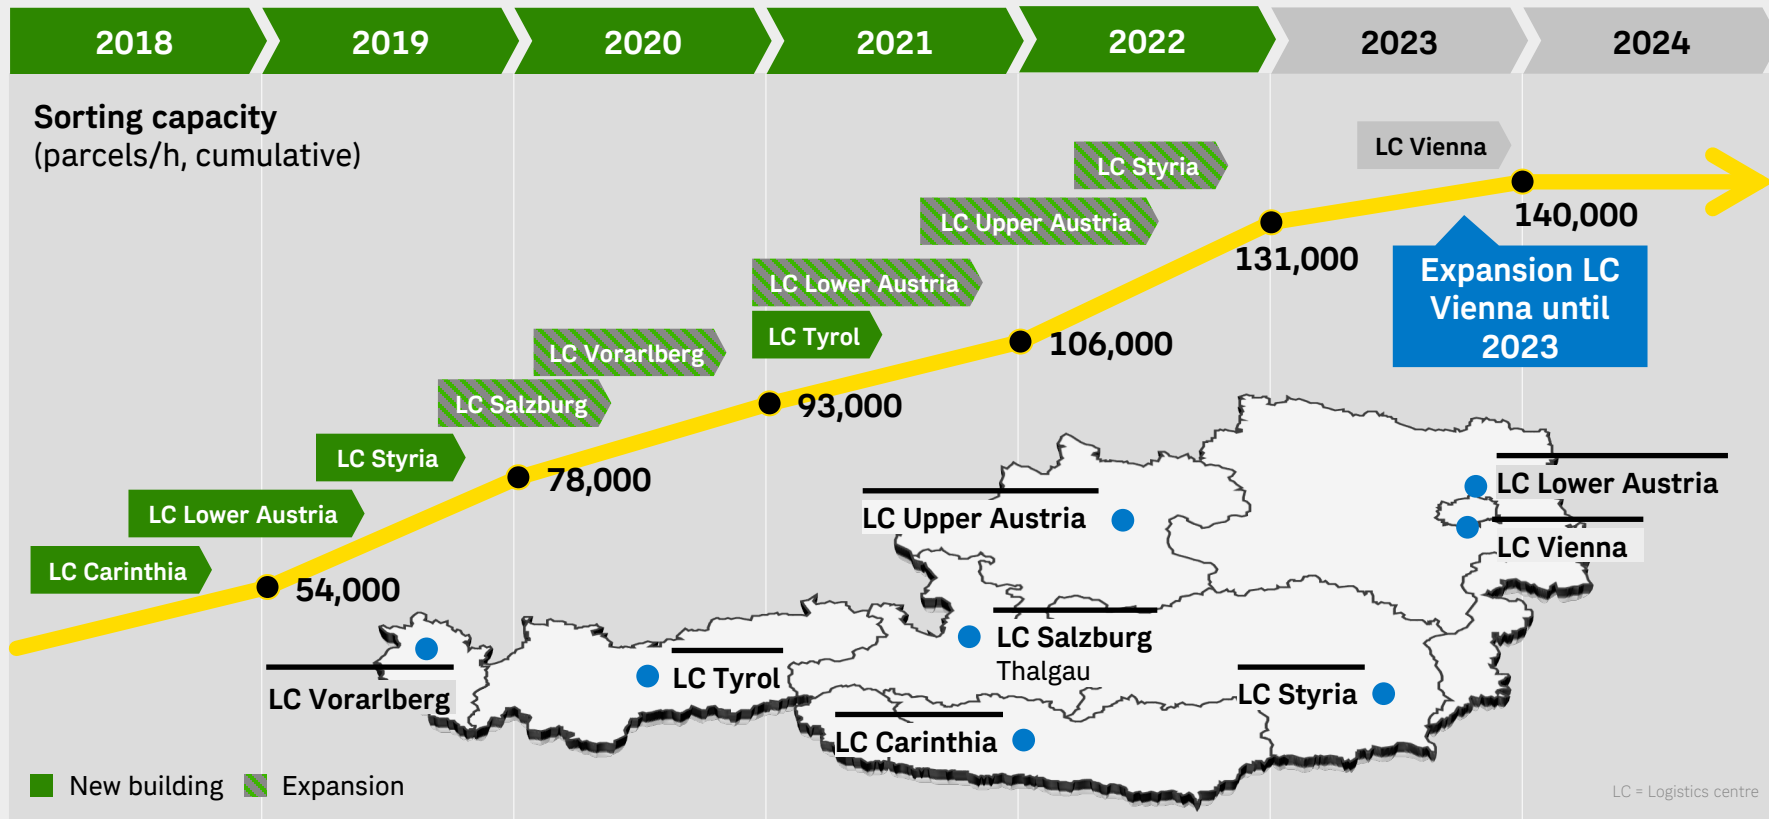 2018
2019
2020
2021
2022
2023
2024
Sorting capacity
(parcels/h, cumulative)
LC Styria
LC Vienna
LC Upper Austria
140,000
131,000
LC Lower Austria
Expansion LC
Vienna until
2023
LC Tyrol
106,000
LC Vorarlberg
LC Salzburg
93,000
LC Styria
78,000
LC Lower Austria
LC Carinthia
54,000
LC Lower Austria
LC Upper Austria
LC Vienna
LC Salzburg
Thalgau
LC Tyrol
LC Vorarlberg
LC Styria
LC Carinthia
New building
Expansion
LC = Logistics centre